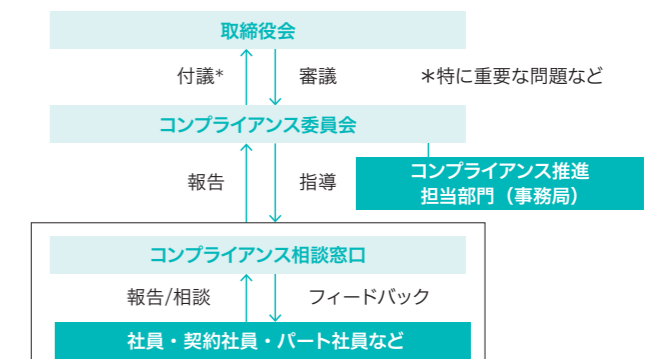 取締役会
付議*
審議
＊特に重要な問題など
コンプライアンス委員会
報告
指導
コンプライアンス推進
担当部門（事務局）
コンプライアンス相談窓口
報告/相談
フィードバック
社員・契約社員・パート社員など